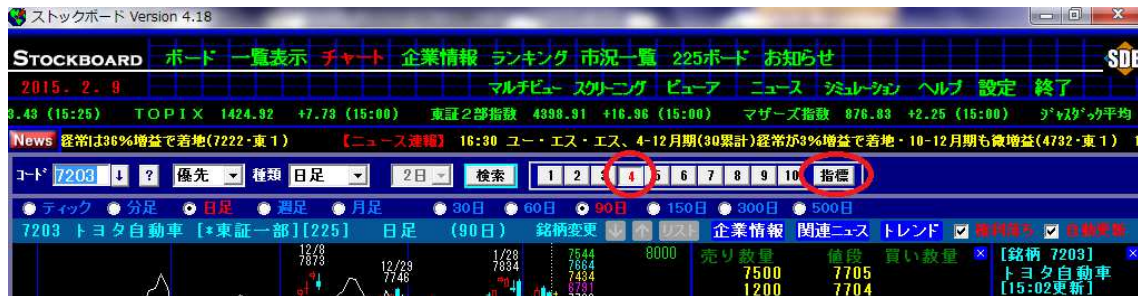 ストックボード Version 4.18
STOCKBOARD ボード 一覧表示 チャート 企業情報 ランキング 市況一覧 225ボード お知らせ
2015. 2. 9 マルチビュー スクリーニング ビューア ニュース シミュレーション ヘルプ 設定 終了
3.43 (15:25) TOPIX 1424.92 +7.73 (15:00) 東証2部指数 4398.91 +16.96 (15:00) マザーズ指数 876.83 +2.25 (15:00) ジャスダック平均
News 経常は36%増益で着地(7222・東1) 【ニュース速報】 16:30 ユー・エス・エス、4-12月期(3Q累計)経常が3%増益で着地・10-12月期も微増益(4732・東1)
コード 7203 ↓ ? 優先 種類 日足 2日 検索 1 2 3 4 5 6 7 8 9 10 指標
ティック 分足 日足 週足 月足 30日 60日 90日 150日 300日 500日
7203 トヨタ自動車 [*東証一部][225] 日足 (90日) 銘柄変更 ↓ ↑ リスト 企業情報 関連ニュース トレンド 権利落ち 自動更新
12/8 1/28 7544 8000 売り数量 値段 買い数量 × [銘柄 7203] ×
7873 12/29 7834 7664 7500 7705 トヨタ自動車
7746 7434 1200 7704 [15:02更新]
6791